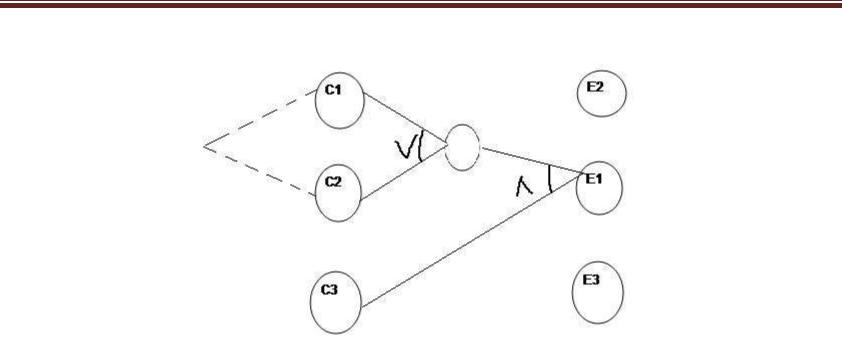 C1 E2
V
C2 Λ E1
C3 E3